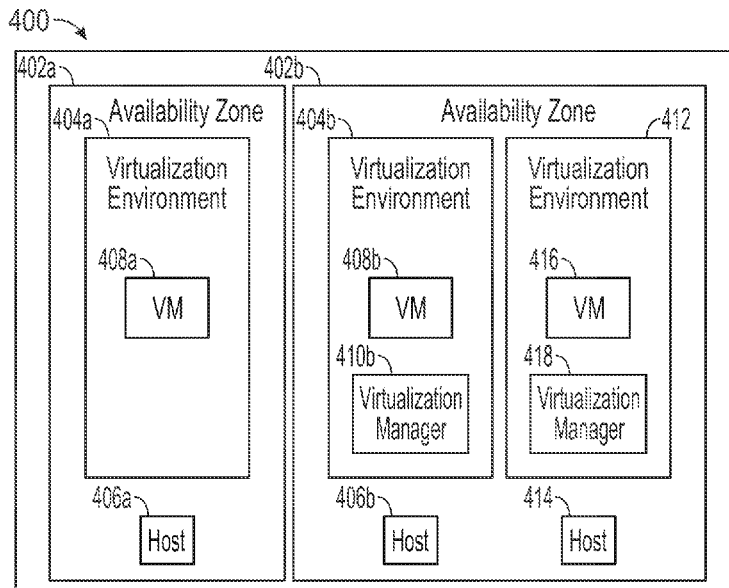 400
402a
Availability Zone
404a
Virtualization
Environment
408a
VM
406a
Host
402b
Availability Zone
404b
Virtualization
Environment
408b
VM
410b
Virtualization
Manager
406b
Host
412
Virtualization
Environment
416
VM
418
Virtualization
Manager
414
Host